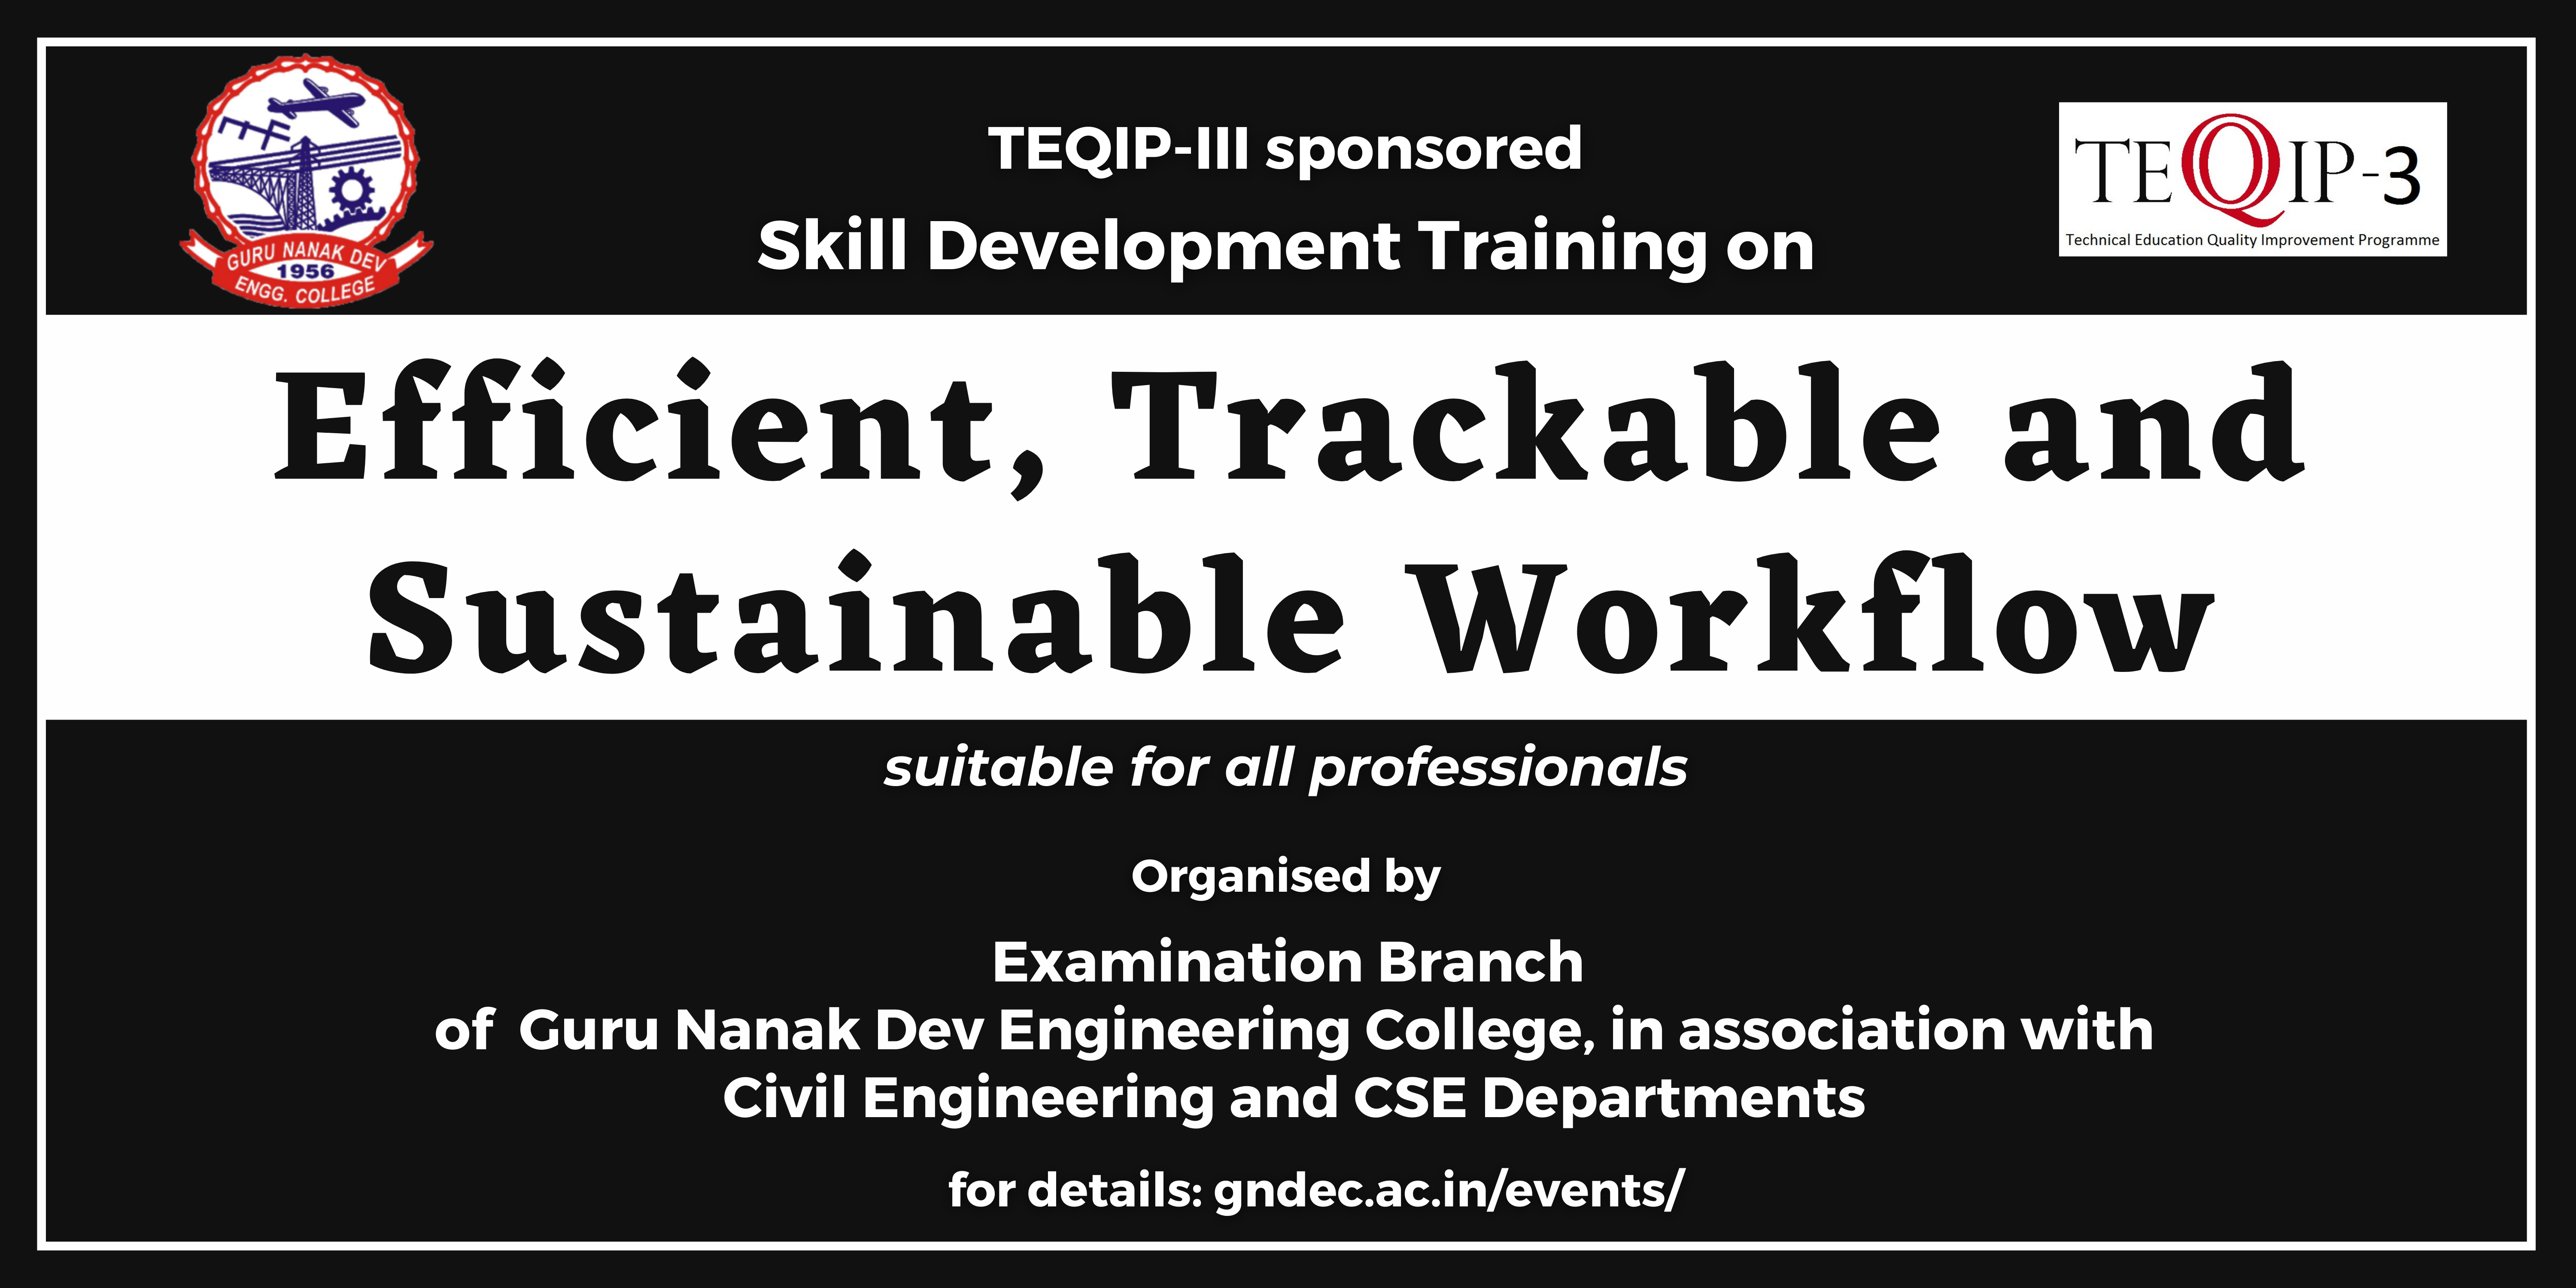 GURU NANAK DEV
1956
ENGG. COLLEGE
TEQIP-III sponsored
Skill Development Training on
TEQIP-3
Technical Education Quality Improvement Programme
Efficient, Trackable and
Sustainable Workflow
suitable for all professionals
Organised by
Examination Branch
of Guru Nanak Dev Engineering College, in association with
Civil Engineering and CSE Departments
for details: gndec.ac.in/events/